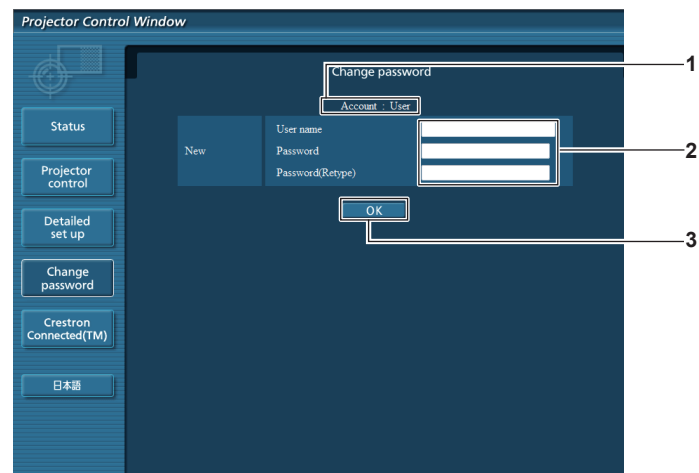 Projector Control Window
Change password
Account : User
Status
Projector
control
Detailed
set up
Change
password
Crestron
Connected(TM)
日本語
New
User name
Password
Password(Retype)
OK
1
2
3